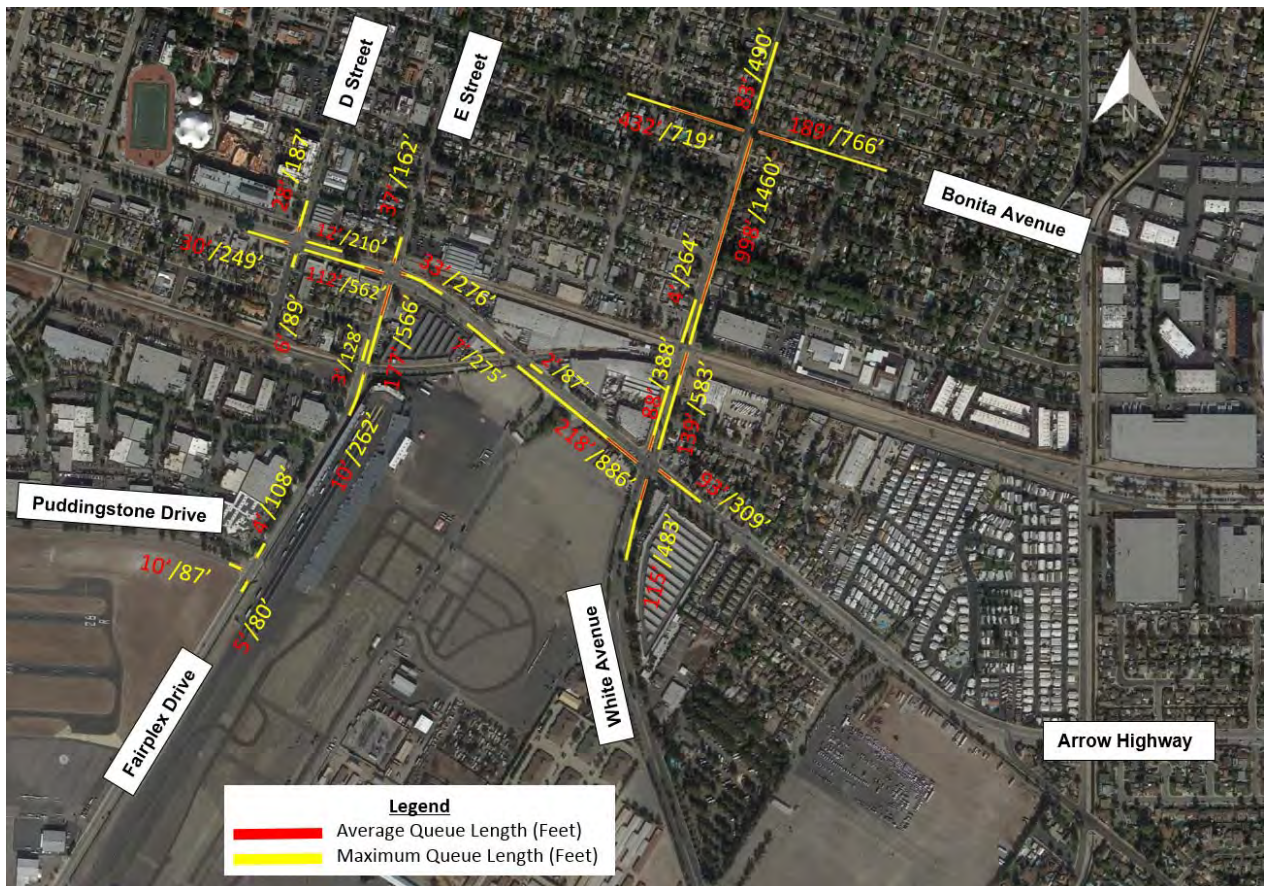 D Street
E Street
83'/490'
432'/719'
189'/766'
N
Bonita Avenue
28'/187'
37'/162'
12'/210'
30'/249'
112'/562'
33'/276'
998'/1460'
4'/264'
6'/89'
3'/128'
177'/566'
7'/275'
2'/87'
88'/388'
139'/583'
10'/262'
218'/886'
93'/309'
Puddingstone Drive
4'/108'
10'/87'
5'/80'
115'/483'
White Avenue
Fairplex Drive
Arrow Highway
Legend
Average Queue Length (Feet)
Maximum Queue Length (Feet)